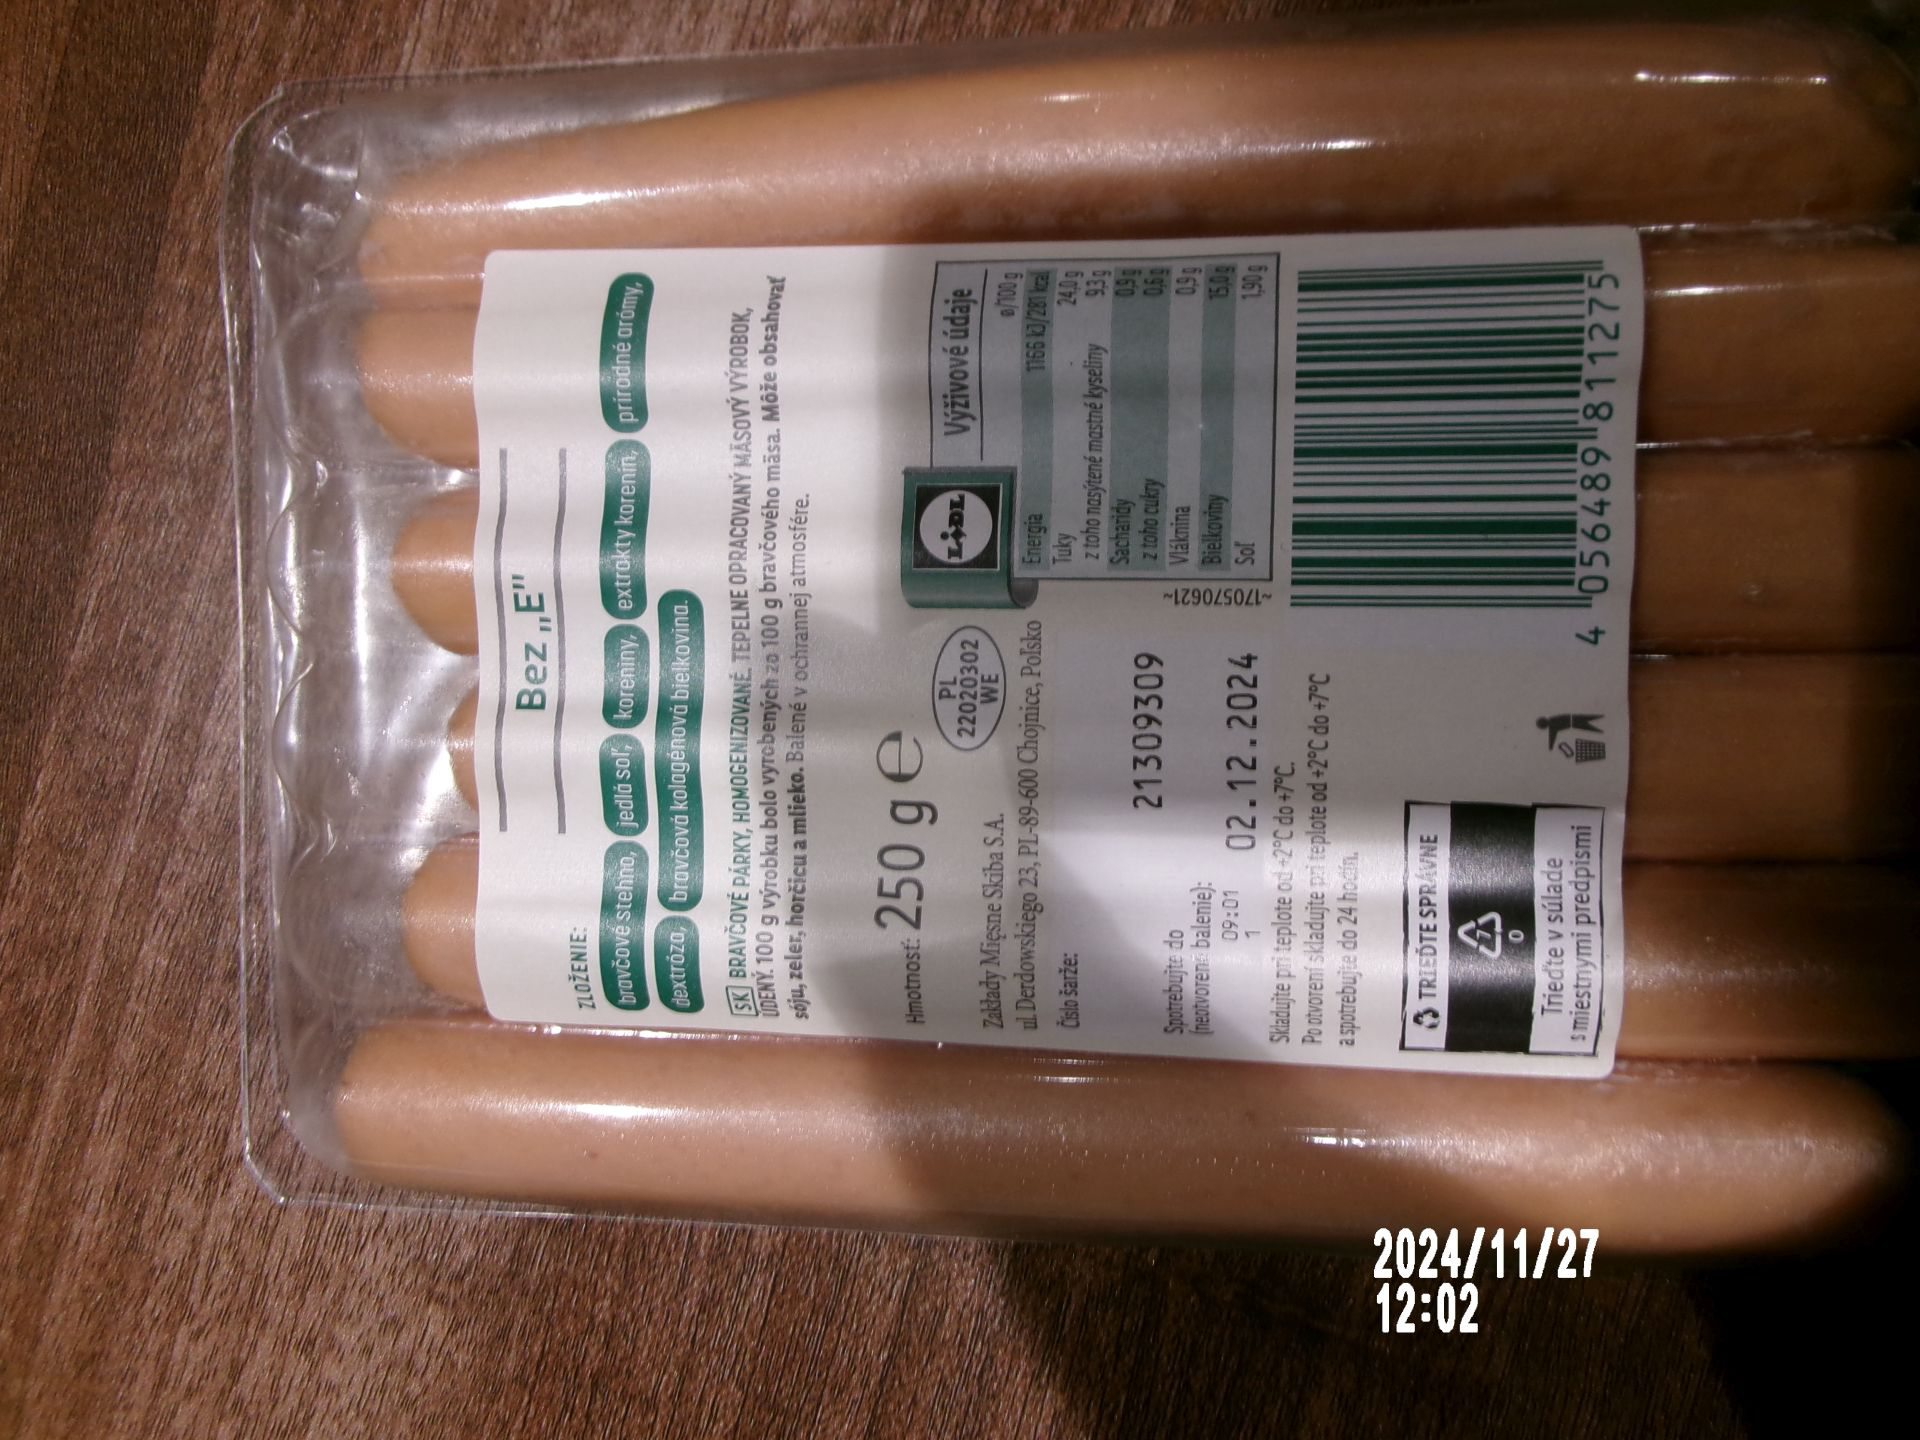 Bez „E"
ZLOŽENIE:
bravčové stehno, jedlá soľ, koreniny, extrakty korenín, prírodné arómy,
dextróza, bravčová kolagénová bielkovina.
SK BRAVČOVÉ PÁRKY, HOMOGENIZOVANÉ. TEPELNE OPRACOVANÝ MÄSOVÝ VÝROBOK,
ÚDENÝ. 100 g výrobku bolo vyrobených zo 100 g bravčového mäsa. Môže obsahovať
sóju, zeler, horčicu a mlieko. Balené v ochrannej atmosfére.
Hmotnosť: 250 g e
PL
22020302
WE
Zakłady Mięsne Skiba S.A.
ul. Derdowskiego 23, PL-89-600 Chojnice, Poľsko
Číslo šarže: 21309309
Spotrebujte do
(neotvorené balenie): 02.12.2024
09:01
1
Skladujte pri teplote od +2°C do +7°C.
Po otvorení skladujte pri teplote od +2°C do +7°C
a spotrebujte do 24 hodín.
LIDL
Výživové údaje
ø/100 g
Energia 1166 kJ/281 kcal
Tuky 24,0 g
z toho nasýtené mastné kyseliny 9,3 g
Sacharidy 0,9 g
z toho cukry 0,6 g
Vláknina 0,9 g
Bielkoviny 15,0 g
Soľ 1,90 g
~170570621~
TRIEĎTE SPRÁVNE
7
O
Trieďte v súlade
s miestnymi predpismi
4 056489 811275
2024/11/27
12:02